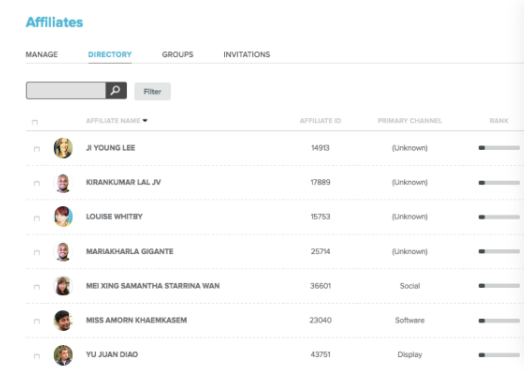 Affiliates
MANAGE DIRECTORY GROUPS INVITATIONS
Filter
AFFILIATE NAME AFFILIATE ID PRIMARY CHANNEL RANK
JI YOUNG LEE 14913 (Unknown)
KIRANKUMAR LAL JV 17889 (Unknown)
LOUISE WHITBY 15753 (Unknown)
MARIAKHARLA GIGANTE 25714 (Unknown)
MEI XING SAMANTHA STARRINA WAN 36601 Social
MISS AMORN KHAEMKASEM 23040 Software
YU JUAN DIAO 43751 Display